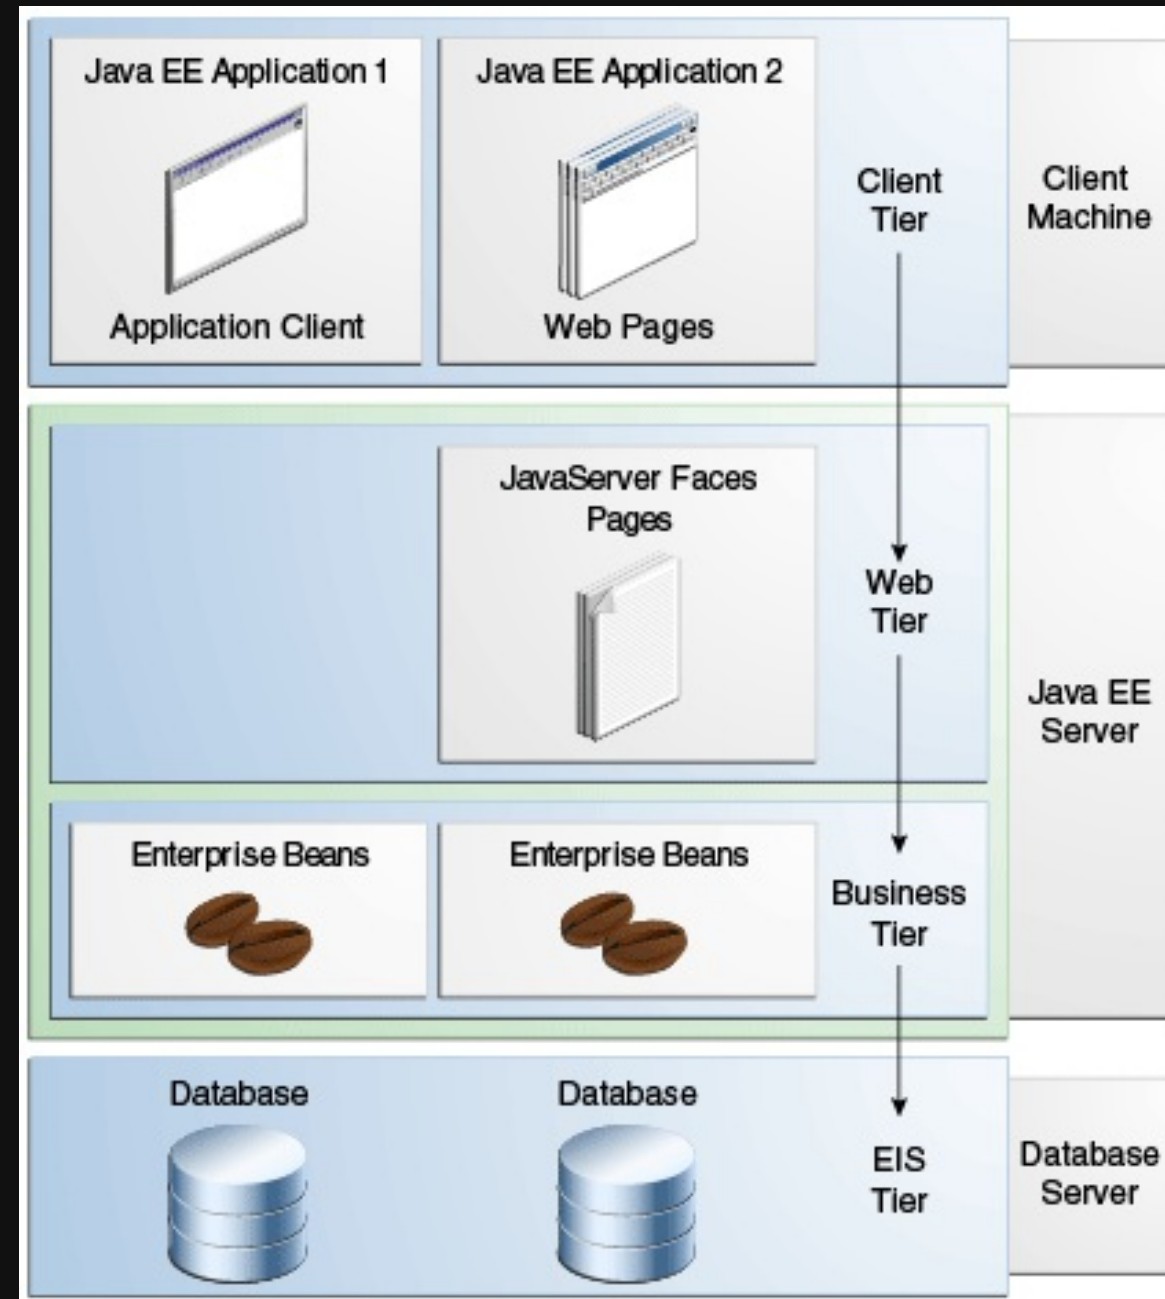 Java EE Application 1
Java EE Application 2
Application Client
Web Pages
Client
Tier
Client
Machine
JavaServer Faces
Pages
Web
Tier
Java EE
Server
Enterprise Beans
Enterprise Beans
Business
Tier
Database
Database
EIS
Tier
Database
Server